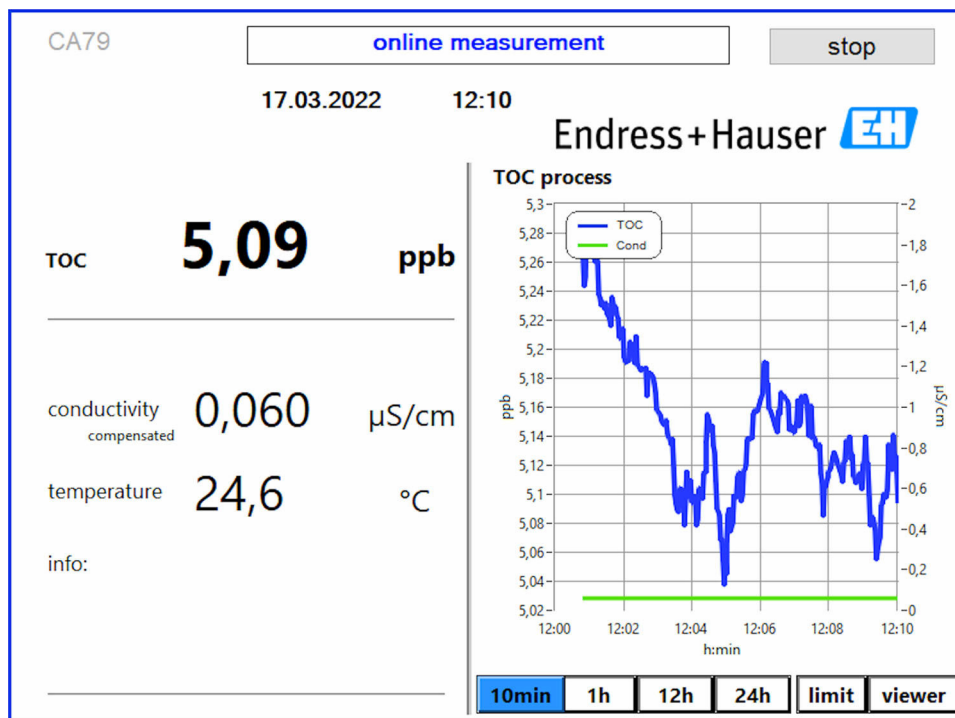 CA79
online measurement
stop
17.03.2022 12:10
Endress+Hauser EH
TOC 5,09 ppb
conductivity 0,060 µS/cm
compensated
temperature 24,6 °C
info:
TOC process
TOC
Cond
5,3
5,28
5,26
5,24
5,22
5,2
5,18
5,16
5,14
5,12
5,1
5,08
5,06
5,04
5,02
ppb
2
1,8
1,6
1,4
1,2
1
0,8
0,6
0,4
0,2
0
µS/cm
12:00 12:02 12:04 12:06 12:08 12:10
h:min
10min 1h 12h 24h limit viewer